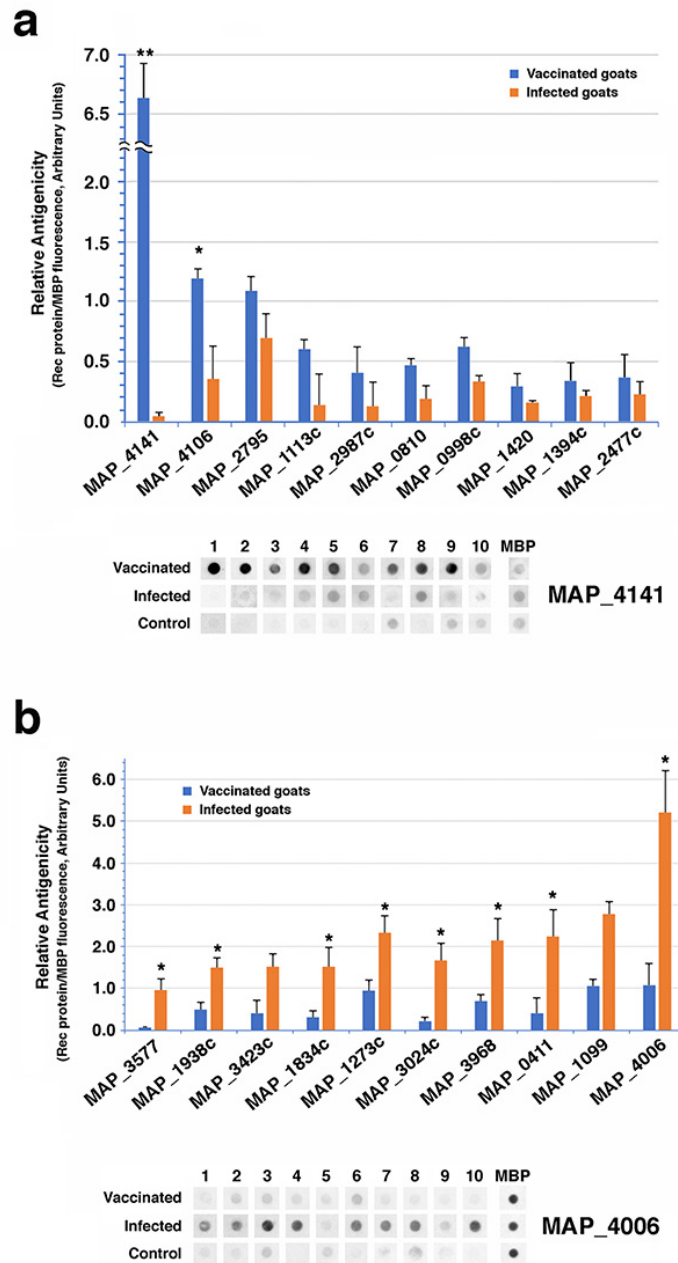 a
Relative Antigenicity
(Rec protein/MBP fluorescence, Arbitrary Units)
7.0
6.5
2.0
1.5
1.0
0.5
0.0
**
*
Vaccinated goats
Infected goats
MAP_4141
MAP_4106
MAP_2795
MAP_1113c
MAP_2987c
MAP_0810
MAP_0998c
MAP_1420
MAP_1394c
MAP_2477c
1 2 3 4 5 6 7 8 9 10 MBP
Vaccinated
Infected
Control
MAP_4141
b
Relative Antigenicity
(Rec protein/MBP fluorescence, Arbitrary Units)
6.0
5.0
4.0
3.0
2.0
1.0
0.0
Vaccinated goats
Infected goats
* * * * * * * *
MAP_3577
MAP_1938c
MAP_3423c
MAP_1834c
MAP_1273c
MAP_3024c
MAP_3968
MAP_0411
MAP_1099
MAP_4006
1 2 3 4 5 6 7 8 9 10 MBP
Vaccinated
Infected
Control
MAP_4006